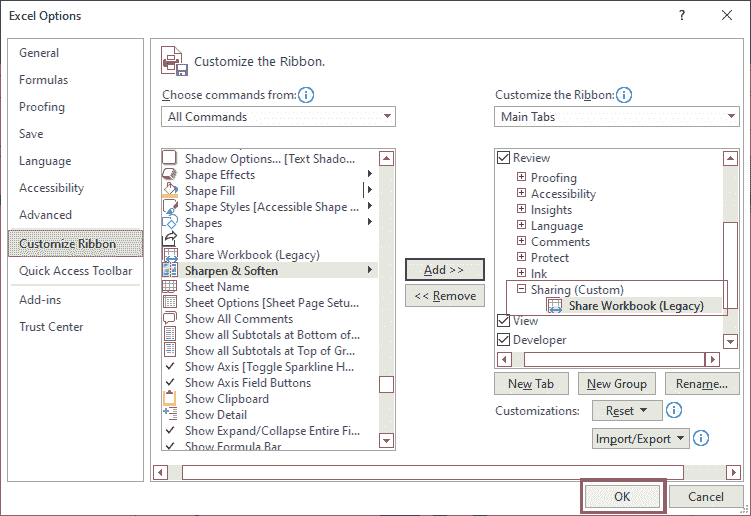 Excel Options
?
General
Formulas
Proofing
Save
Language
Accessibility
Advanced
Customize Ribbon
Quick Access Toolbar
Add-ins
Trust Center
Customize the Ribbon.
Choose commands from:
All Commands
Shadow Options... [Text Shado...
Shape Effects
Shape Fill
Shape Styles [Accessible Shape ...
Shapes
Share
Share Workbook (Legacy)
Sharpen & Soften
Sheet Name
Sheet Options [Sheet Page Setu...
Show All Comments
Show all Subtotals at Bottom of...
Show all Subtotals at Top of Gr...
Show Axis [Toggle Sparkline H...
Show Axis Field Buttons
Show Clipboard
Show Detail
Show Expand/Collapse Entire Fi...
Show Formula Bar
Add >>
<< Remove
Customize the Ribbon:
Main Tabs
Review
Proofing
Accessibility
Insights
Language
Comments
Protect
Ink
Sharing (Custom)
Share Workbook (Legacy)
View
Developer
New Tab
New Group
Rename...
Customizations:
Reset
Import/Export
OK
Cancel